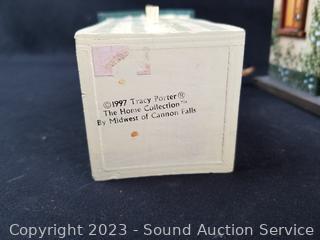 ©1997 Tracy Porter®
The Home Collection™
By Midwest of Cannon Falls
Copyright 2023 - Sound Auction Service